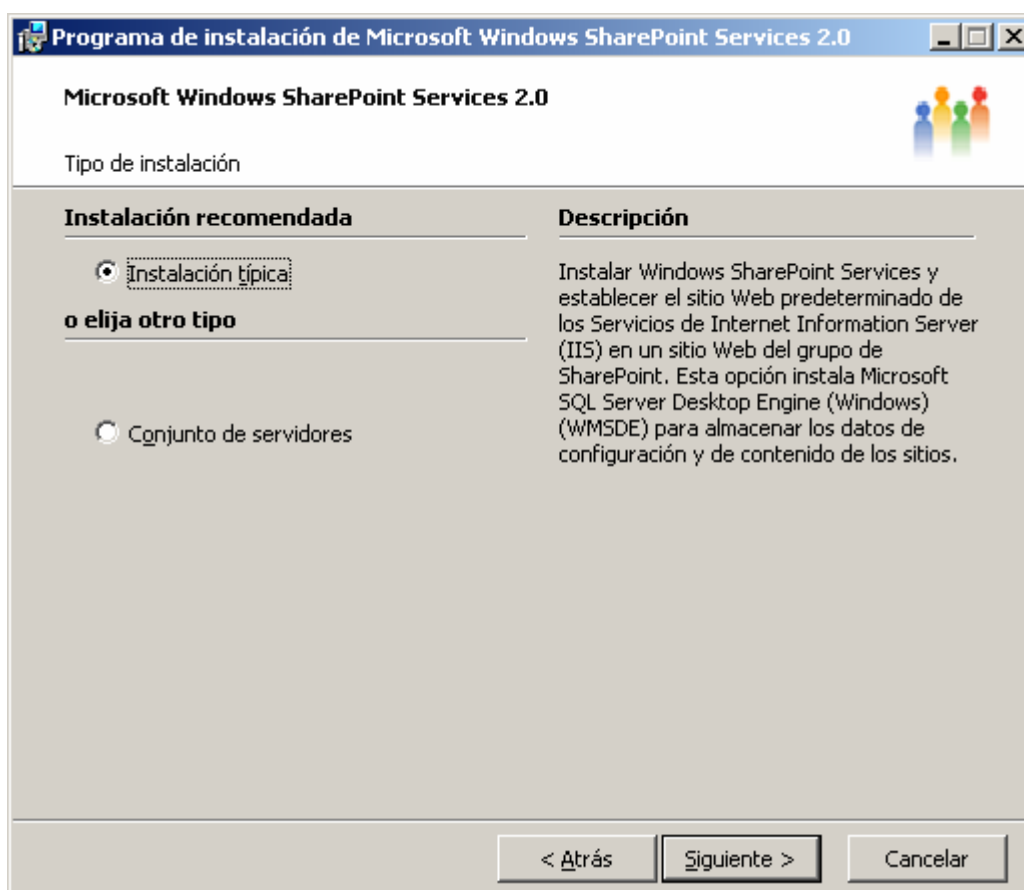 Programa de instalación de Microsoft Windows SharePoint Services 2.0
Microsoft Windows SharePoint Services 2.0
Tipo de instalación
Instalación recomendada
Instalación típica
o elija otro tipo
Conjunto de servidores
Descripción
Instalar Windows SharePoint Services y
establecer el sitio Web predeterminado de
los Servicios de Internet Information Server
(IIS) en un sitio Web del grupo de
SharePoint. Esta opción instala Microsoft
SQL Server Desktop Engine (Windows)
(WMSDE) para almacenar los datos de
configuración y de contenido de los sitios.
< Atrás
Siguiente >
Cancelar